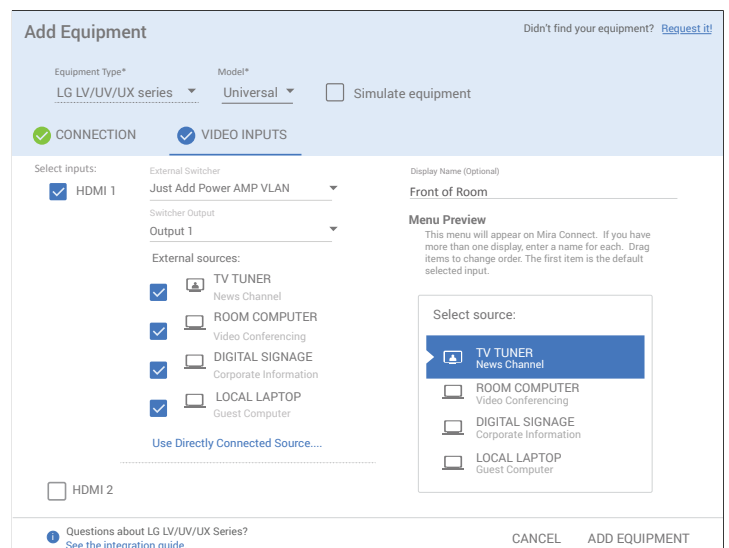 Add Equipment
Didn't find your equipment? Request it!
Equipment Type*
Model*
LG LV/UV/UX series
Universal
Simulate equipment
CONNECTION
VIDEO INPUTS
Select inputs:
HDMI 1
External Switcher
Just Add Power AMP VLAN
Switcher Output
Output 1
External sources:
TV TUNER
News Channel
ROOM COMPUTER
Video Conferencing
DIGITAL SIGNAGE
Corporate Information
LOCAL LAPTOP
Guest Computer
Use Directly Connected Source....
HDMI 2
Display Name (Optional)
Front of Room
Menu Preview
This menu will appear on Mira Connect. If you have
more than one display, enter a name for each. Drag
items to change order. The first item is the default
selected input.
Select source:
TV TUNER
News Channel
ROOM COMPUTER
Video Conferencing
DIGITAL SIGNAGE
Corporate Information
LOCAL LAPTOP
Guest Computer
Questions about LG LV/UV/UX Series?
See the integration guide
CANCEL
ADD EQUIPMENT